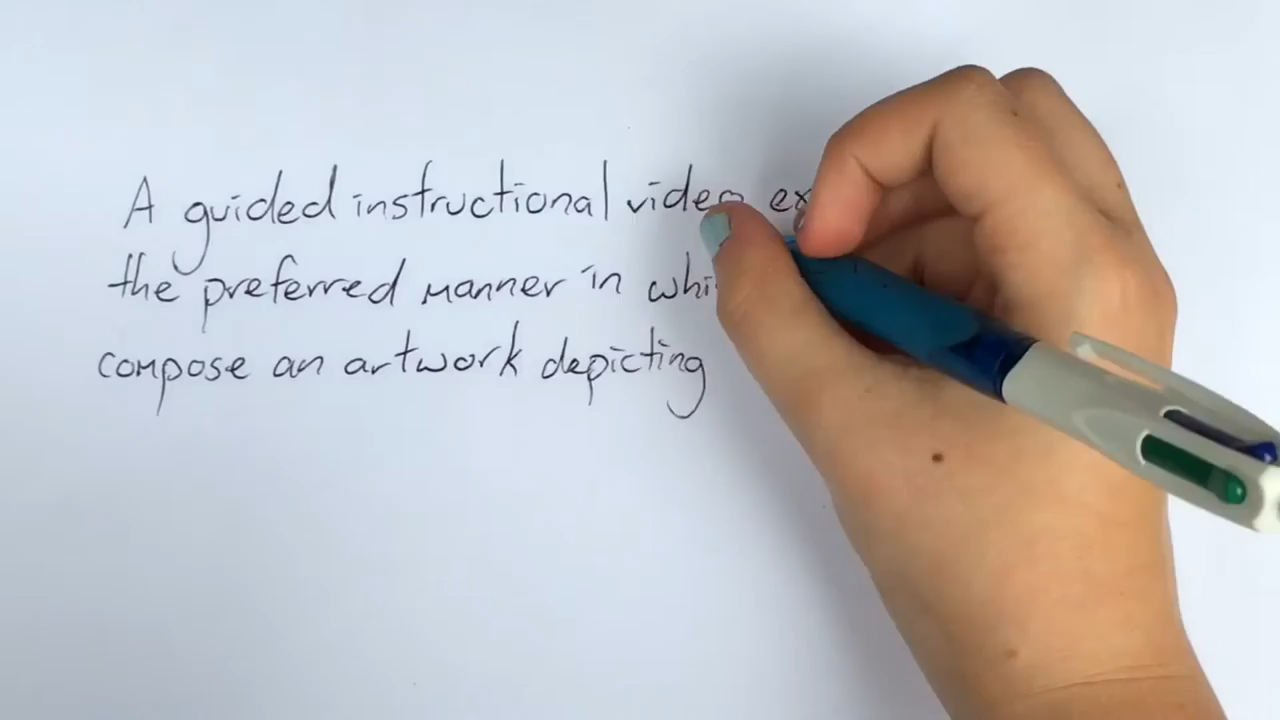 A guided instructional video
the preferred manner in
compose an artwork depicting